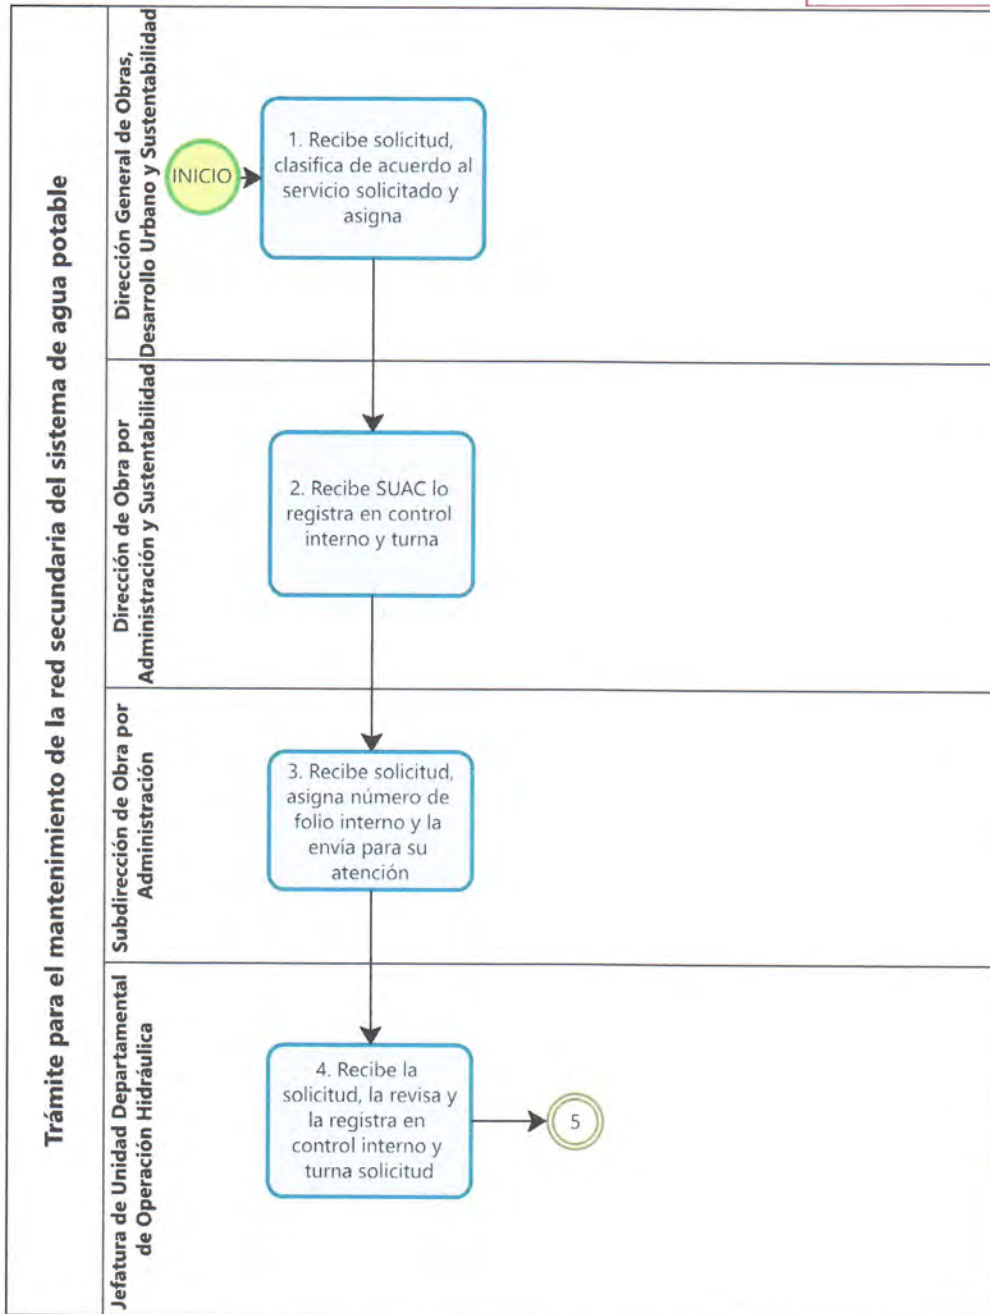 Trámite para el mantenimiento de la red secundaria del sistema de agua potable
Dirección General de Obras,
Desarrollo Urbano y Sustentabilidad
INICIO
1. Recibe solicitud,
clasifica de acuerdo al
servicio solicitado y
asigna
Dirección de Obra por
Administración y Sustentabilidad
2. Recibe SUAC lo
registra en control
interno y turna
Subdirección de Obra por
Administración
3. Recibe solicitud,
asigna número de
folio interno y la
envía para su
atención
Jefatura de Unidad Departamental
de Operación Hidráulica
4. Recibe la
solicitud, la revisa y
la registra en
control interno y
turna solicitud
5